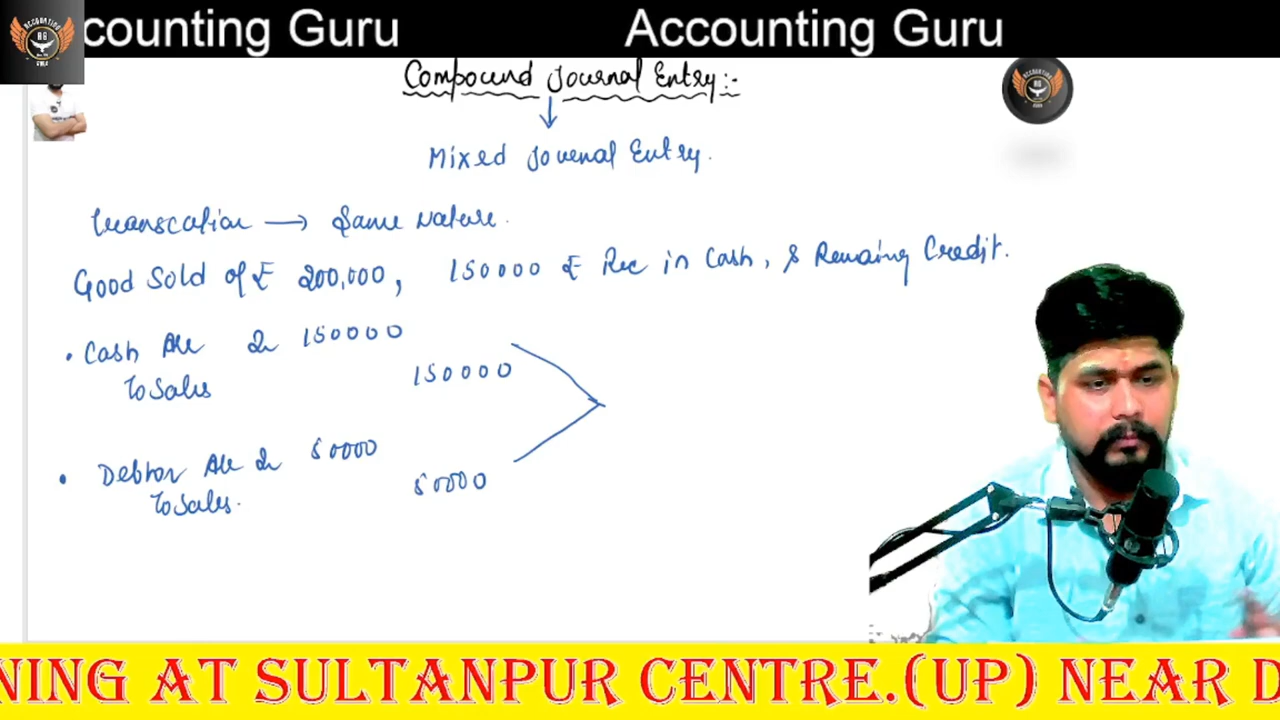 counting Guru
Accounting Guru
Compound Journal Entry:-
Mixed Journal Entry.
Same Nature.
Good Sold of ₹ 200,000, 150000 ₹ Rec in Cash, & Remaing Credit.
• Cash A/c Dr 150000
To Sales 150000
• Debtor A/c Dr 50000
To Sales. 50000
NING AT SULTANPUR CENTRE.(UP) NEAR D